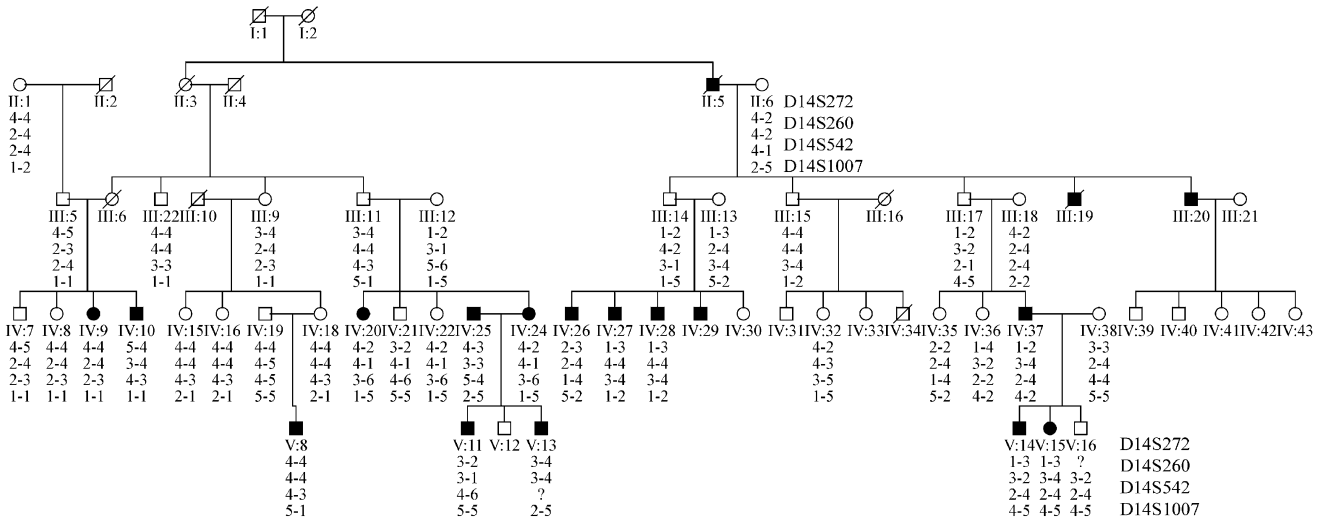 I:1 I:2
II:1 II:2 II:3 II:4 II:5 II:6 D14S272
4-4 4-2 D14S260
2-4 4-2 D14S542
2-4 4-1 D14S1007
1-2 2-5
III:5 III:6 III:22 III:10 III:9 III:11 III:12 III:14 III:13 III:15 III:16 III:17 III:18 III:19 III:20 III:21
4-5 4-4 3-4 3-4 1-2 1-2 1-3 4-4 1-2 4-2
2-3 4-4 2-4 4-4 3-1 4-2 2-4 4-4 3-2 2-4
2-4 3-3 2-3 4-3 5-6 3-1 3-4 3-4 2-1 2-4
1-1 1-1 1-1 5-1 1-5 1-5 5-2 1-2 4-5 2-2
IV:7 IV:8 IV:9 IV:10 IV:15 IV:16 IV:19 IV:18 IV:20 IV:21 IV:22 IV:25 IV:24 IV:26 IV:27 IV:28 IV:29 IV:30 IV:31 IV:32 IV:33 IV:34 IV:35 IV:36 IV:37 IV:38 IV:39 IV:40 IV:41 IV:42 IV:43
4-5 4-4 4-4 5-4 4-4 4-4 4-4 4-4 4-2 3-2 4-2 4-3 4-2 2-3 1-3 1-3 4-2 2-2 1-4 1-2 3-3
2-4 2-4 2-4 3-4 4-4 4-4 4-5 4-4 4-1 4-1 4-1 3-3 4-1 2-4 4-4 4-4 4-3 2-4 3-2 3-4 2-4
2-3 2-3 2-3 4-3 4-3 4-3 4-5 4-3 3-6 4-6 3-6 5-4 3-6 1-4 3-4 3-4 3-5 1-4 2-2 2-4 4-4
1-1 1-1 1-1 1-1 2-1 2-1 5-5 2-1 1-5 5-5 1-5 2-5 1-5 5-2 1-2 1-2 1-5 5-2 4-2 4-2 5-5
V:8 V:11 V:12 V:13 V:14 V:15 V:16 D14S272
4-4 3-2 3-4 1-3 1-3 ? D14S260
4-4 3-1 3-4 3-2 3-4 3-2 D14S542
4-3 4-6 ? 2-4 2-4 2-4 D14S1007
5-1 5-5 2-5 4-5 4-5 4-5